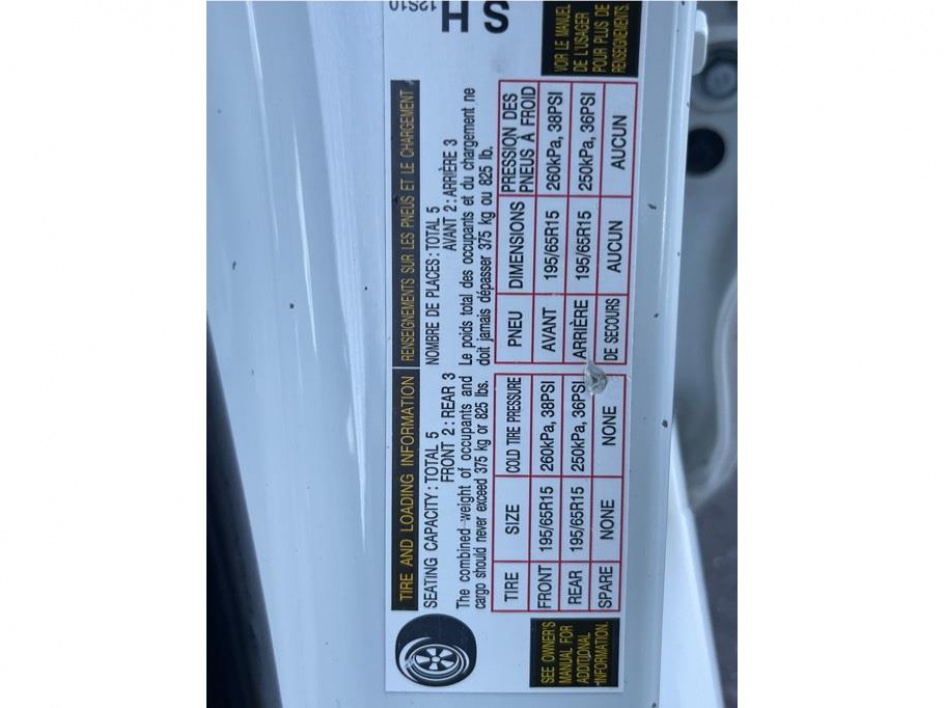 TIRE AND LOADING INFORMATION
SEATING CAPACITY : TOTAL 5
FRONT 2 : REAR 3
The combined weight of occupants and
cargo should never exceed 375 kg or 825 lbs.
TIRE SIZE COLD TIRE PRESSURE
FRONT 195/65R15 260kPa, 38PSI
REAR 195/65R15 250kPa, 36PSI
SPARE NONE NONE
SEE OWNER'S
MANUAL FOR
ADDITIONAL
INFORMATION.
RENSEIGNEMENTS SUR LES PNEUS ET LE CHARGEMENT
NOMBRE DE PLACES : TOTAL 5
AVANT 2 : ARRIÈRE 3
Le poids total des occupants et du chargement ne
doit jamais dépasser 375 kg ou 825 lb.
PNEU DIMENSIONS PRESSION DES
PNEUS À FROID
AVANT 195/65R15 260kPa, 38PSI
ARRIÈRE 195/65R15 250kPa, 36PSI
DE SECOURS AUCUN AUCUN
VOIR LE MANUEL
DE L'USAGER
POUR PLUS DE
RENSEIGNEMENTS.
12S10
S H